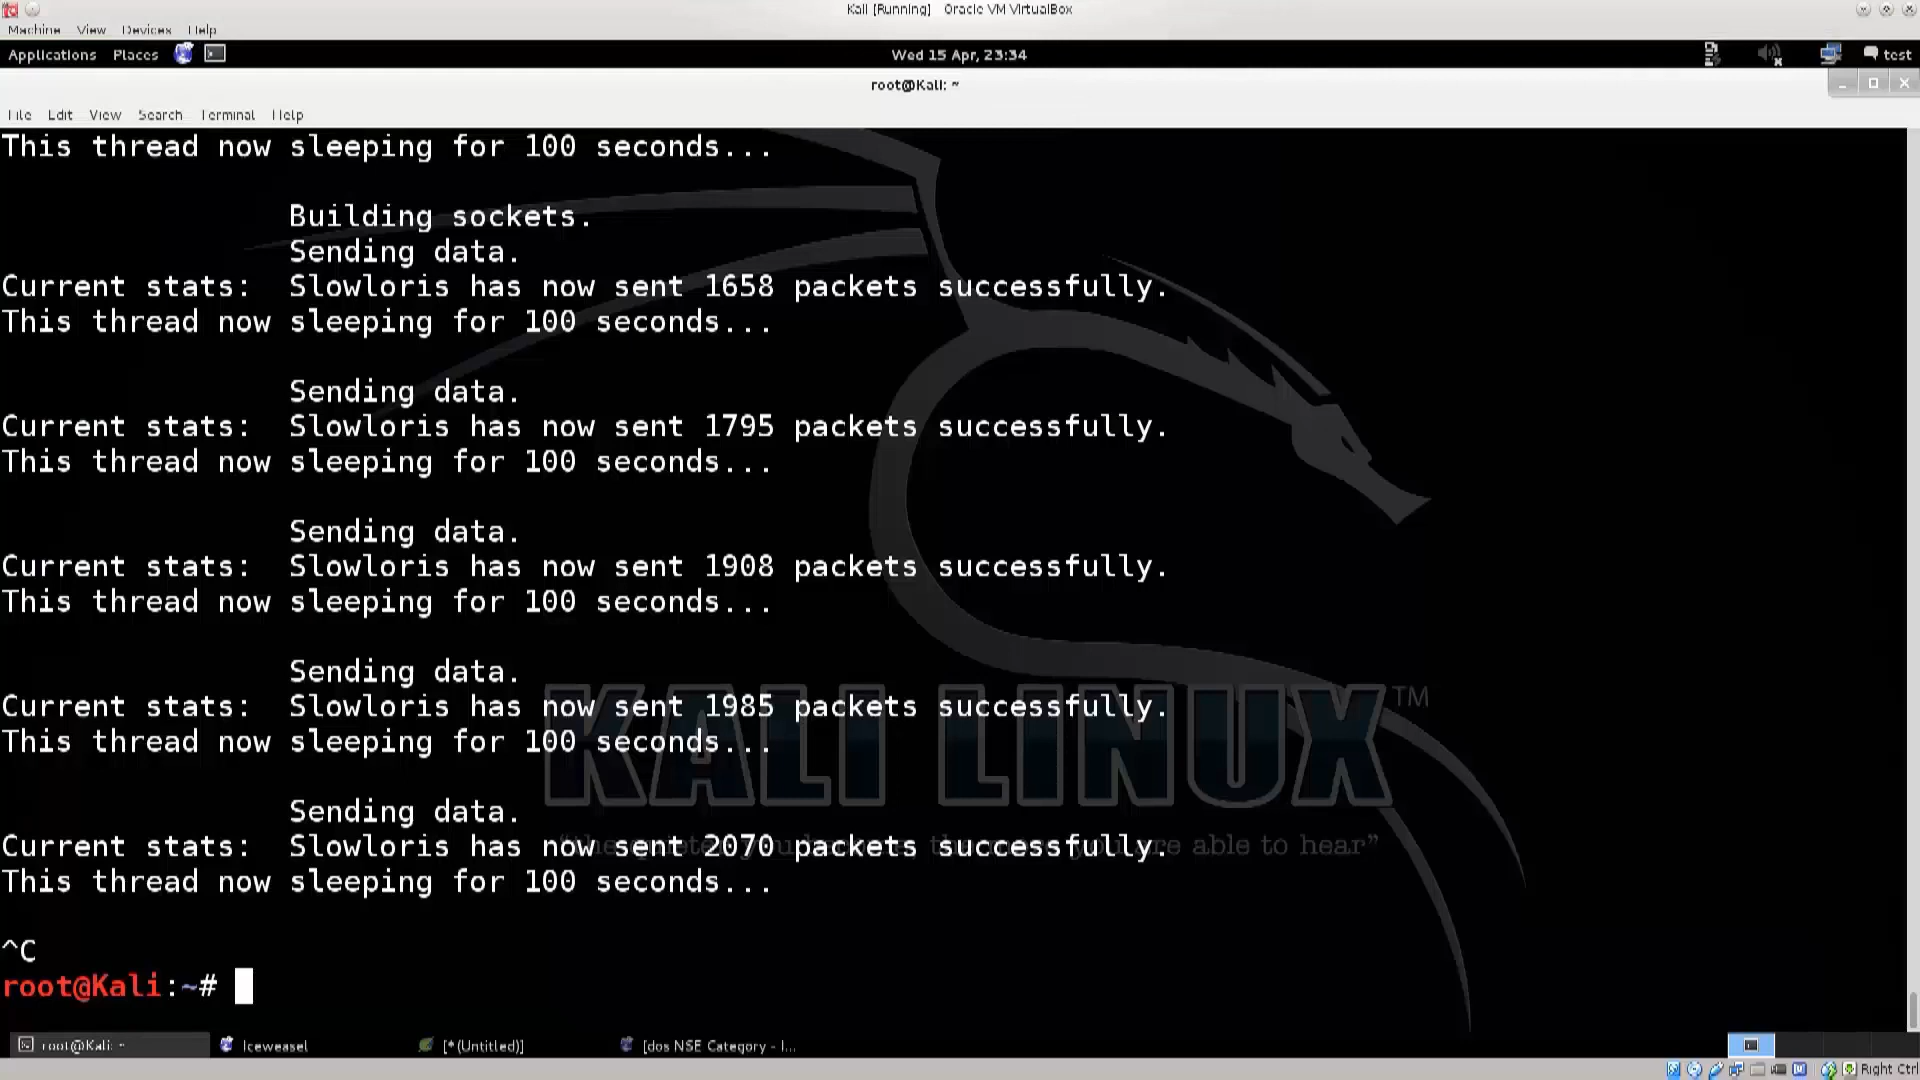 Kali [Running] Oracle VM VirtualBox
Machine View Devices Help
Applications Places Wed 15 Apr, 23:34 test
root@Kali: ~
File Edit View Search Terminal Help
This thread now sleeping for 100 seconds...
Building sockets.
Sending data.
Current stats: Slowloris has now sent 1658 packets successfully.
This thread now sleeping for 100 seconds...
Sending data.
Current stats: Slowloris has now sent 1795 packets successfully.
This thread now sleeping for 100 seconds...
Sending data.
Current stats: Slowloris has now sent 1908 packets successfully.
This thread now sleeping for 100 seconds...
Sending data.
Current stats: Slowloris has now sent 1985 packets successfully.
This thread now sleeping for 100 seconds...
KALI LINUX™
Sending data.
Current stats: Slowloris has now sent 2070 packets successfully.
are able to hear”
This thread now sleeping for 100 seconds...
^C
root@Kali:~#
root@Kali: ~ Iceweasel [*(Untitled)] [dos NSE Category - I...
Right Ctrl